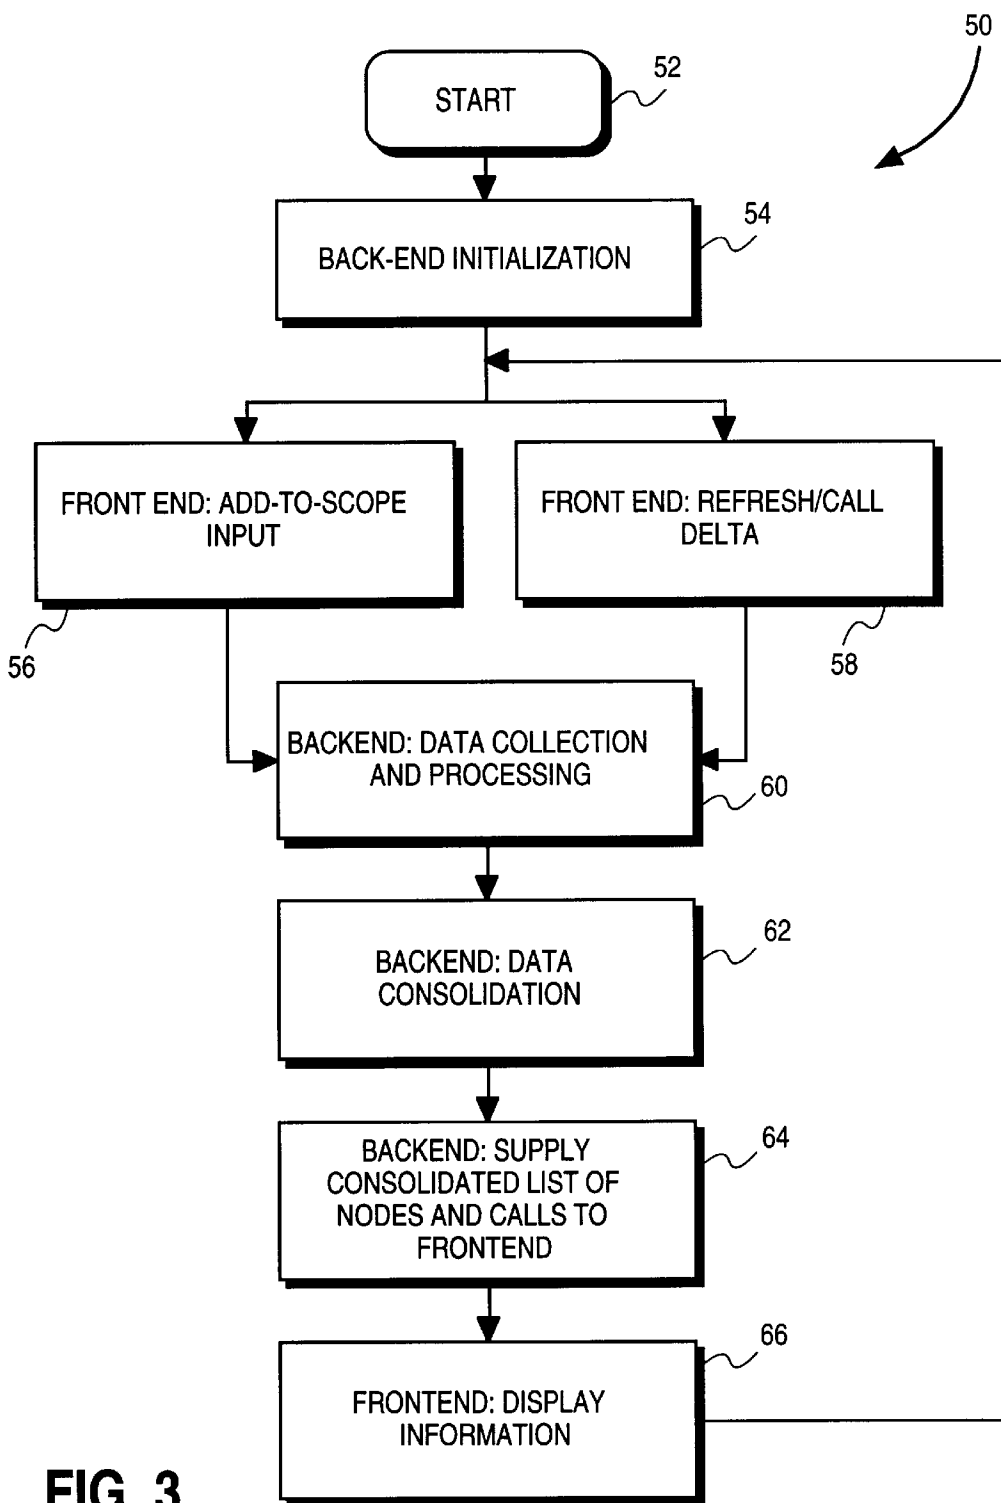 50
START
52
BACK-END INITIALIZATION
54
FRONT END: ADD-TO-SCOPE
INPUT
56
FRONT END: REFRESH/CALL
DELTA
58
BACKEND: DATA COLLECTION
AND PROCESSING
60
BACKEND: DATA
CONSOLIDATION
62
BACKEND: SUPPLY
CONSOLIDATED LIST OF
NODES AND CALLS TO
FRONTEND
64
FRONTEND: DISPLAY
INFORMATION
66
FIG. 3